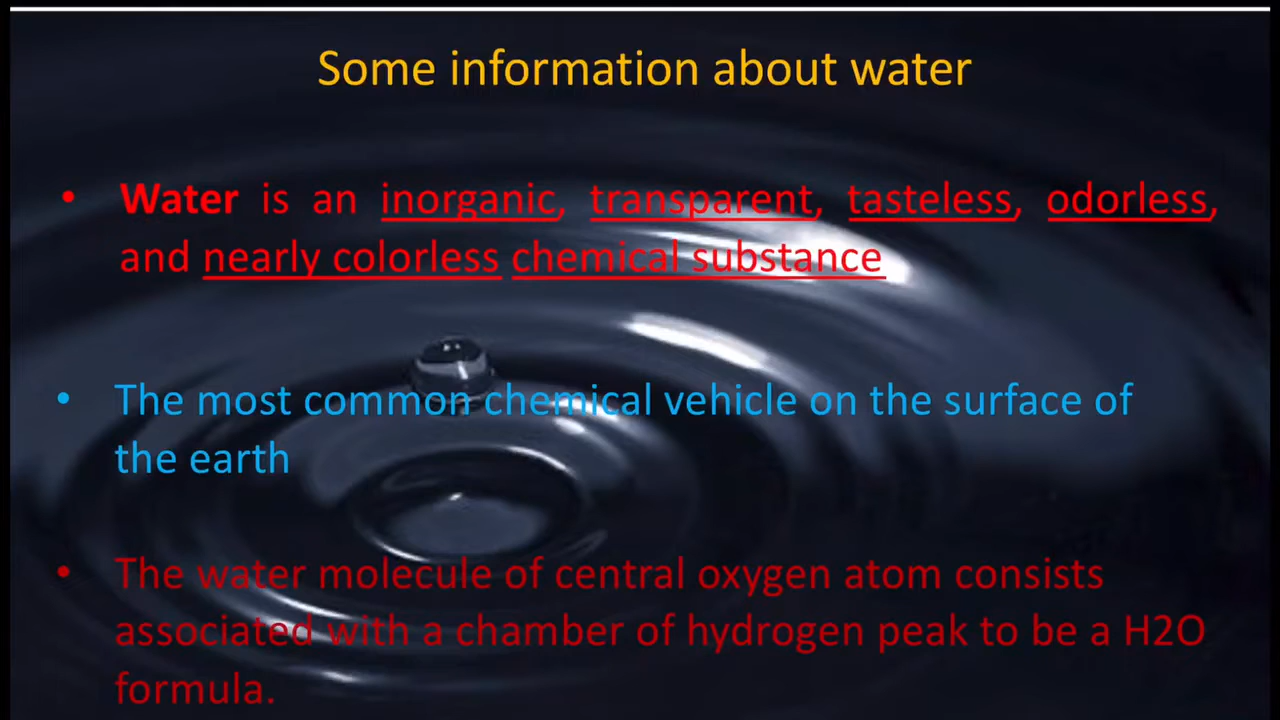 Some information about water
• Water is an inorganic, transparent, tasteless, odorless,
and nearly colorless chemical substance
• The most common chemical vehicle on the surface of
the earth
• The water molecule of central oxygen atom consists
associated with a chamber of hydrogen peak to be a H2O
formula.